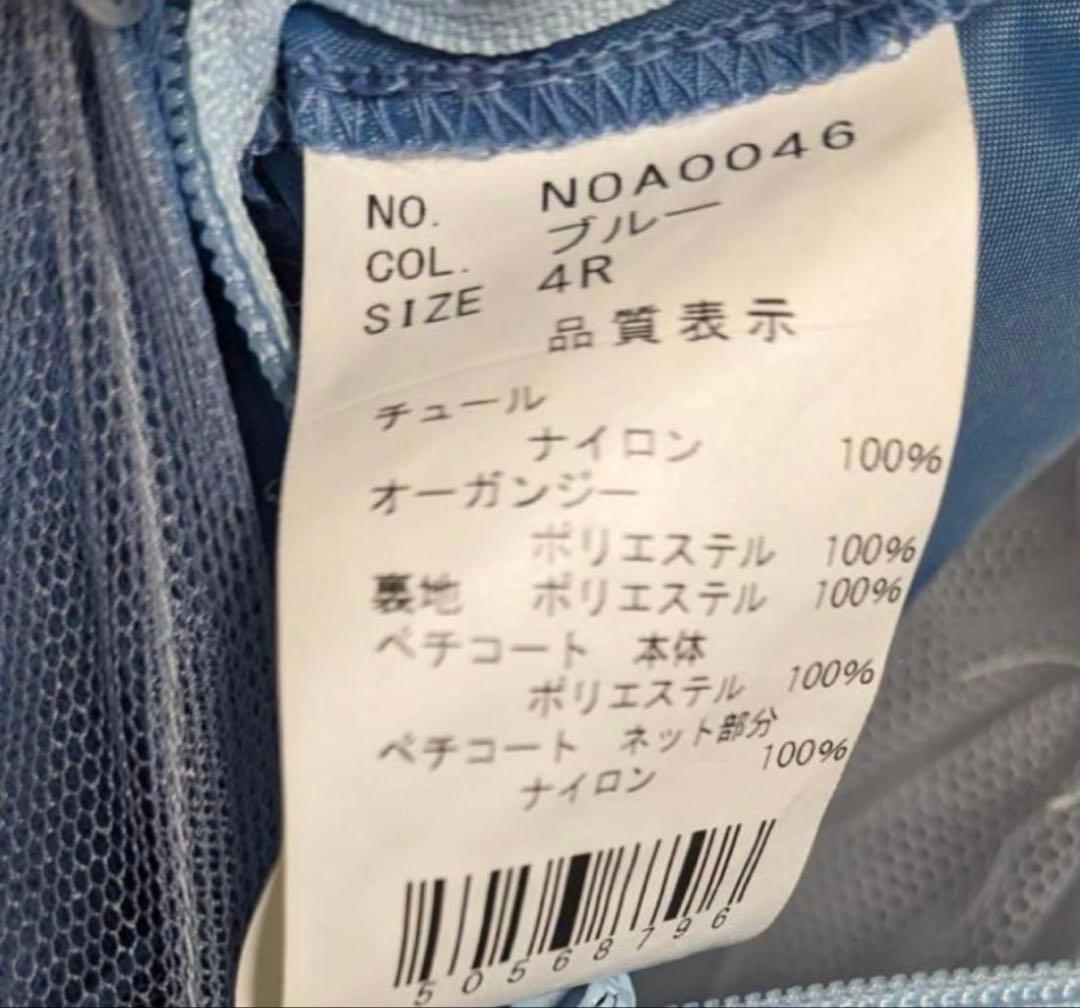 NO. NOA0046
COL. ブルー
SIZE 4R
品質表示
チュール
ナイロン 100%
オーガンジー
ポリエステル 100%
裏地 ポリエステル 100%
ペチコート 本体
ポリエステル 100%
ペチコート ネット部分
ナイロン 100%
50568796